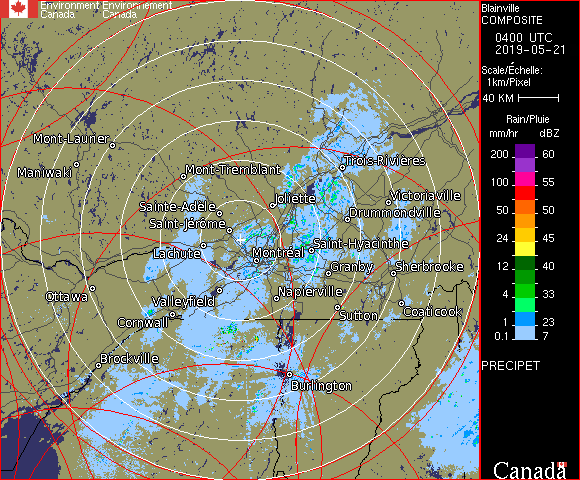 Environment Environnement
Canada Canada
Blainville
COMPOSITE
0400 UTC
2019-05-21
Scale/Échelle:
1km/Pixel
40 KM
Rain/Pluie
mm/hr dBZ
200 60
100 55
50 50
24 45
12 40
4 33
1 23
0.1 7
PRECIPET
Canada
Mont-Laurier
Maniwaki
Mont-Tremblant
Trois-Rivières
Sainte-Adele
Joliette
Victoriaville
Saint-Jérôme
Drummondville
Lachute
Montréal
Saint-Hyacinthe
Granby
Sherbrooke
Ottawa
Valleyfield
Napierville
Cornwall
Sutton
Coaticook
Brockville
Burlington